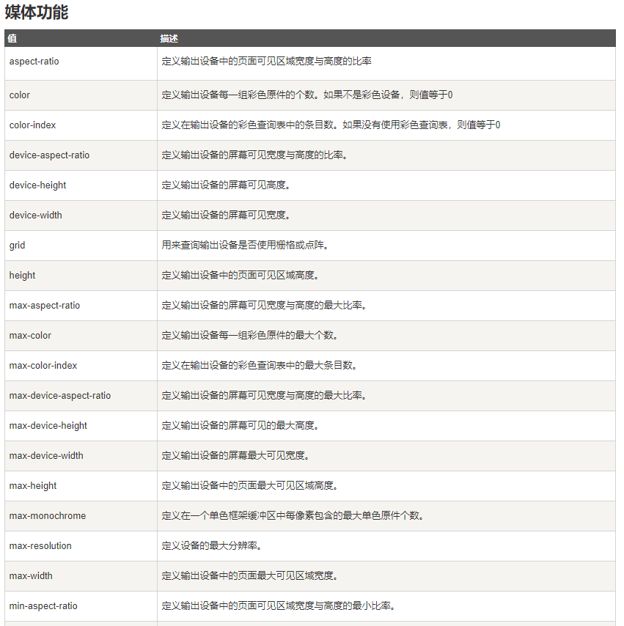 媒体功能
值 描述
aspect-ratio 定义输出设备中的页面可见区域宽度与高度的比率
color 定义输出设备每一组彩色原件的个数。如果不是彩色设备，则值等于0
color-index 定义在输出设备的彩色查询表中的条目数。如果没有使用彩色查询表，则值等于0
device-aspect-ratio 定义输出设备的屏幕可见宽度与高度的比率。
device-height 定义输出设备的屏幕可见高度。
device-width 定义输出设备的屏幕可见宽度。
grid 用来查询输出设备是否使用栅格或点阵。
height 定义输出设备中的页面可见区域高度。
max-aspect-ratio 定义输出设备的屏幕可见宽度与高度的最大比率。
max-color 定义输出设备每一组彩色原件的最大个数。
max-color-index 定义在输出设备的彩色查询表中的最大条目数。
max-device-aspect-ratio 定义输出设备的屏幕可见宽度与高度的最大比率。
max-device-height 定义输出设备的屏幕可见的最大高度。
max-device-width 定义输出设备的屏幕最大可见宽度。
max-height 定义输出设备中的页面最大可见区域高度。
max-monochrome 定义在一个单色框架缓冲区中每像素包含的最大单色原件个数。
max-resolution 定义设备的最大分辨率。
max-width 定义输出设备中的页面最大可见区域宽度。
min-aspect-ratio 定义输出设备中的页面可见区域宽度与高度的最小比率。